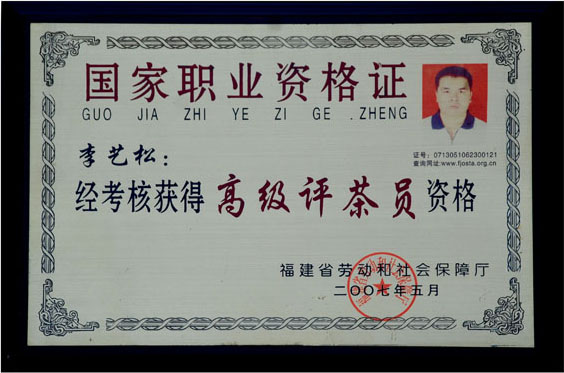 国家职业资格证
GUO JIA ZHI YE ZI GE .ZHENG
李艺松：
证号：0713051062300121
查询网址:www.fjosta.org.cn
经考核获得高级评茶员资格
福建省劳动和社会保障厅
二〇〇七年五月